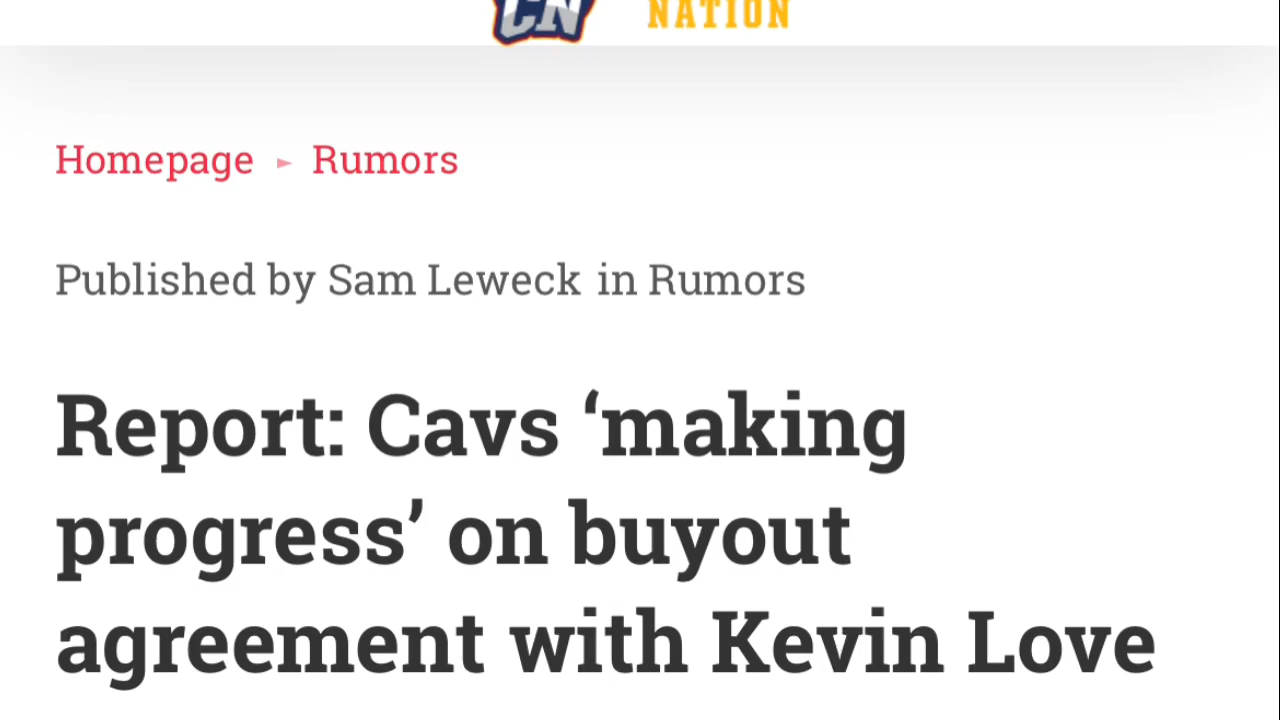 CN NATION
Homepage ► Rumors
Published by Sam Leweck in Rumors
Report: Cavs ‘making
progress’ on buyout
agreement with Kevin Love